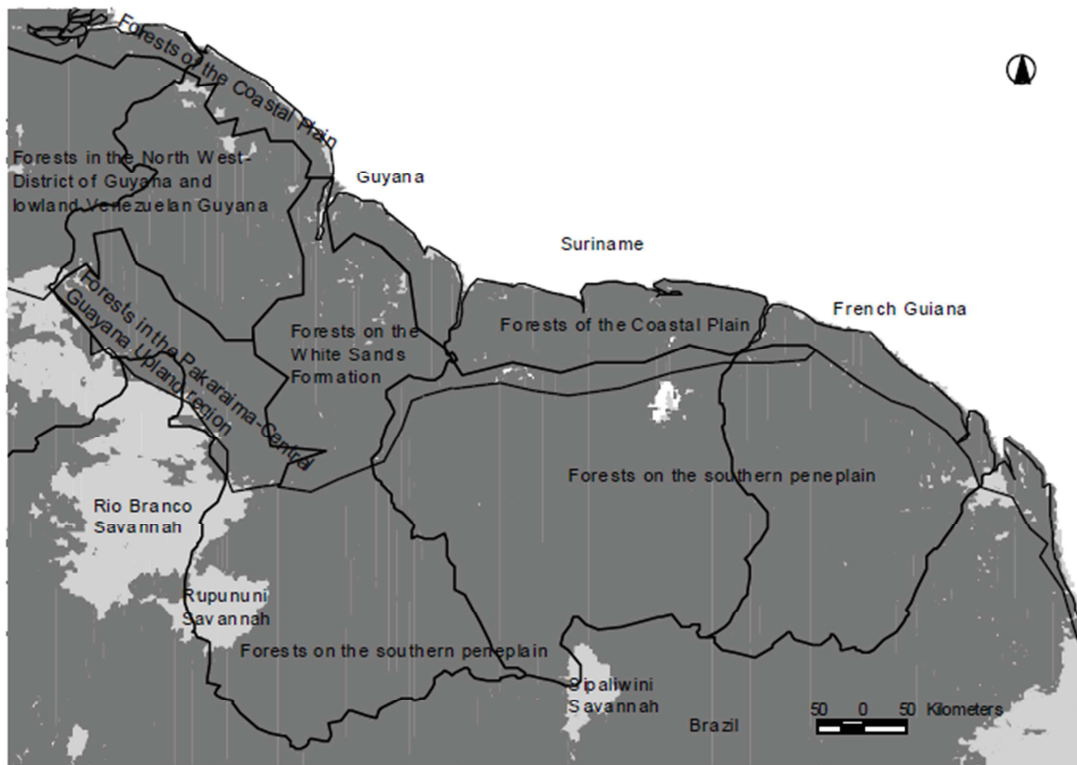 Forests of the Coastal Plain
Forests in the North West-
District of Guyana and
lowland Venezuelan Guyana
Guyana
Suriname
French Guiana
Forests in the Pakaraima-Central
Guayana Upland region
Forests on the
White Sands
Formation
Forests of the Coastal Plain
Forests on the southern peneplain
Rio Branco
Savannah
Rupununi
Savannah
Forests on the southern peneplain
Sipaliwini
Savannah
Brazil
50 0 50 Kilometers